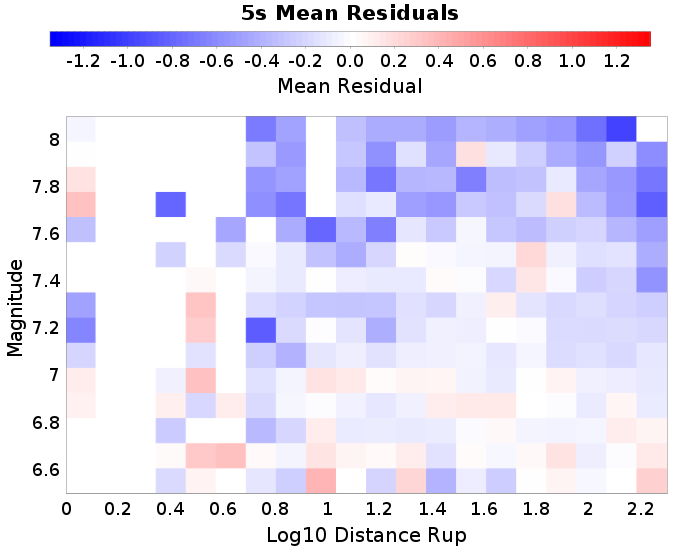 5s Mean Residuals
-1.2 -1.0 -0.8 -0.6 -0.4 -0.2 0.0 0.2 0.4 0.6 0.8 1.0 1.2
Mean Residual
8
7.8
7.6
7.4
7.2
7
6.8
6.6
Magnitude
0 0.2 0.4 0.6 0.8 1 1.2 1.4 1.6 1.8 2 2.2
Log10 Distance Rup